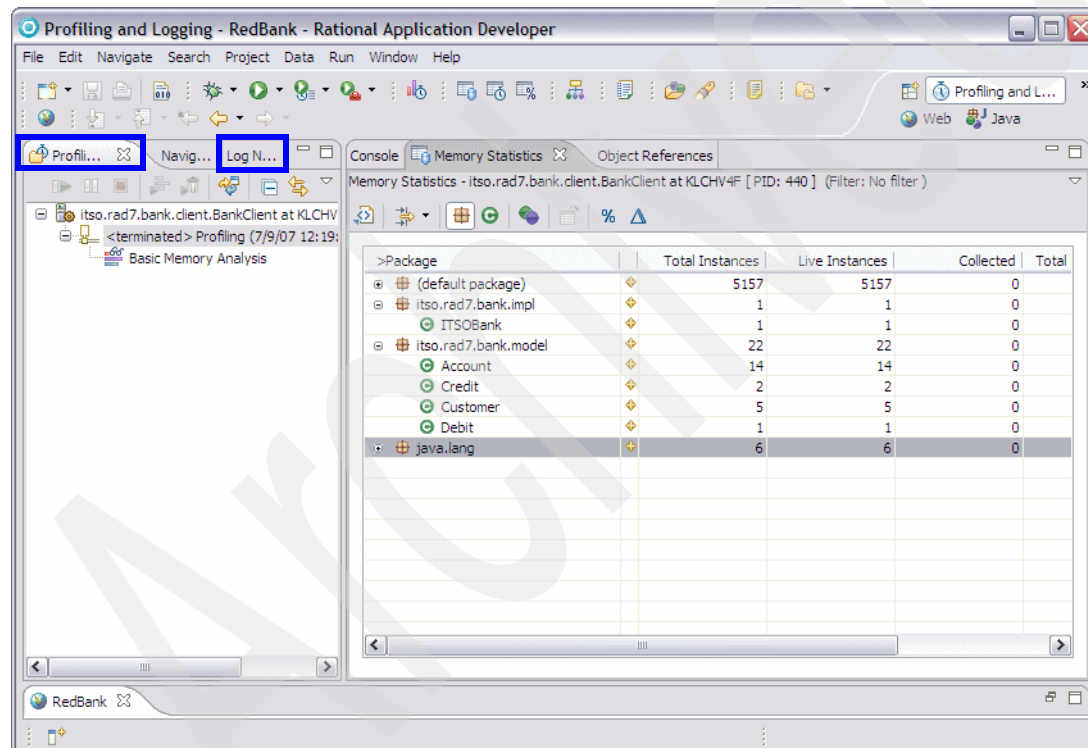 Profiling and Logging - RedBank - Rational Application Developer
File Edit Navigate Search Project Data Run Window Help
Profiling and L...
Web Java
Profili... Navig... Log N...
Console Memory Statistics Object References
Memory Statistics - itso.rad7.bank.client.BankClient at KLCHV4F [ PID: 440 ] (Filter: No filter )
itso.rad7.bank.client.BankClient at KLCHV
<terminated> Profiling (7/9/07 12:19:
Basic Memory Analysis
>Package Total Instances Live Instances Collected Total
(default package) 5157 5157 0
itso.rad7.bank.impl 1 1 0
ITSOBank 1 1 0
itso.rad7.bank.model 22 22 0
Account 14 14 0
Credit 2 2 0
Customer 5 5 0
Debit 1 1 0
java.lang 6 6 0
RedBank